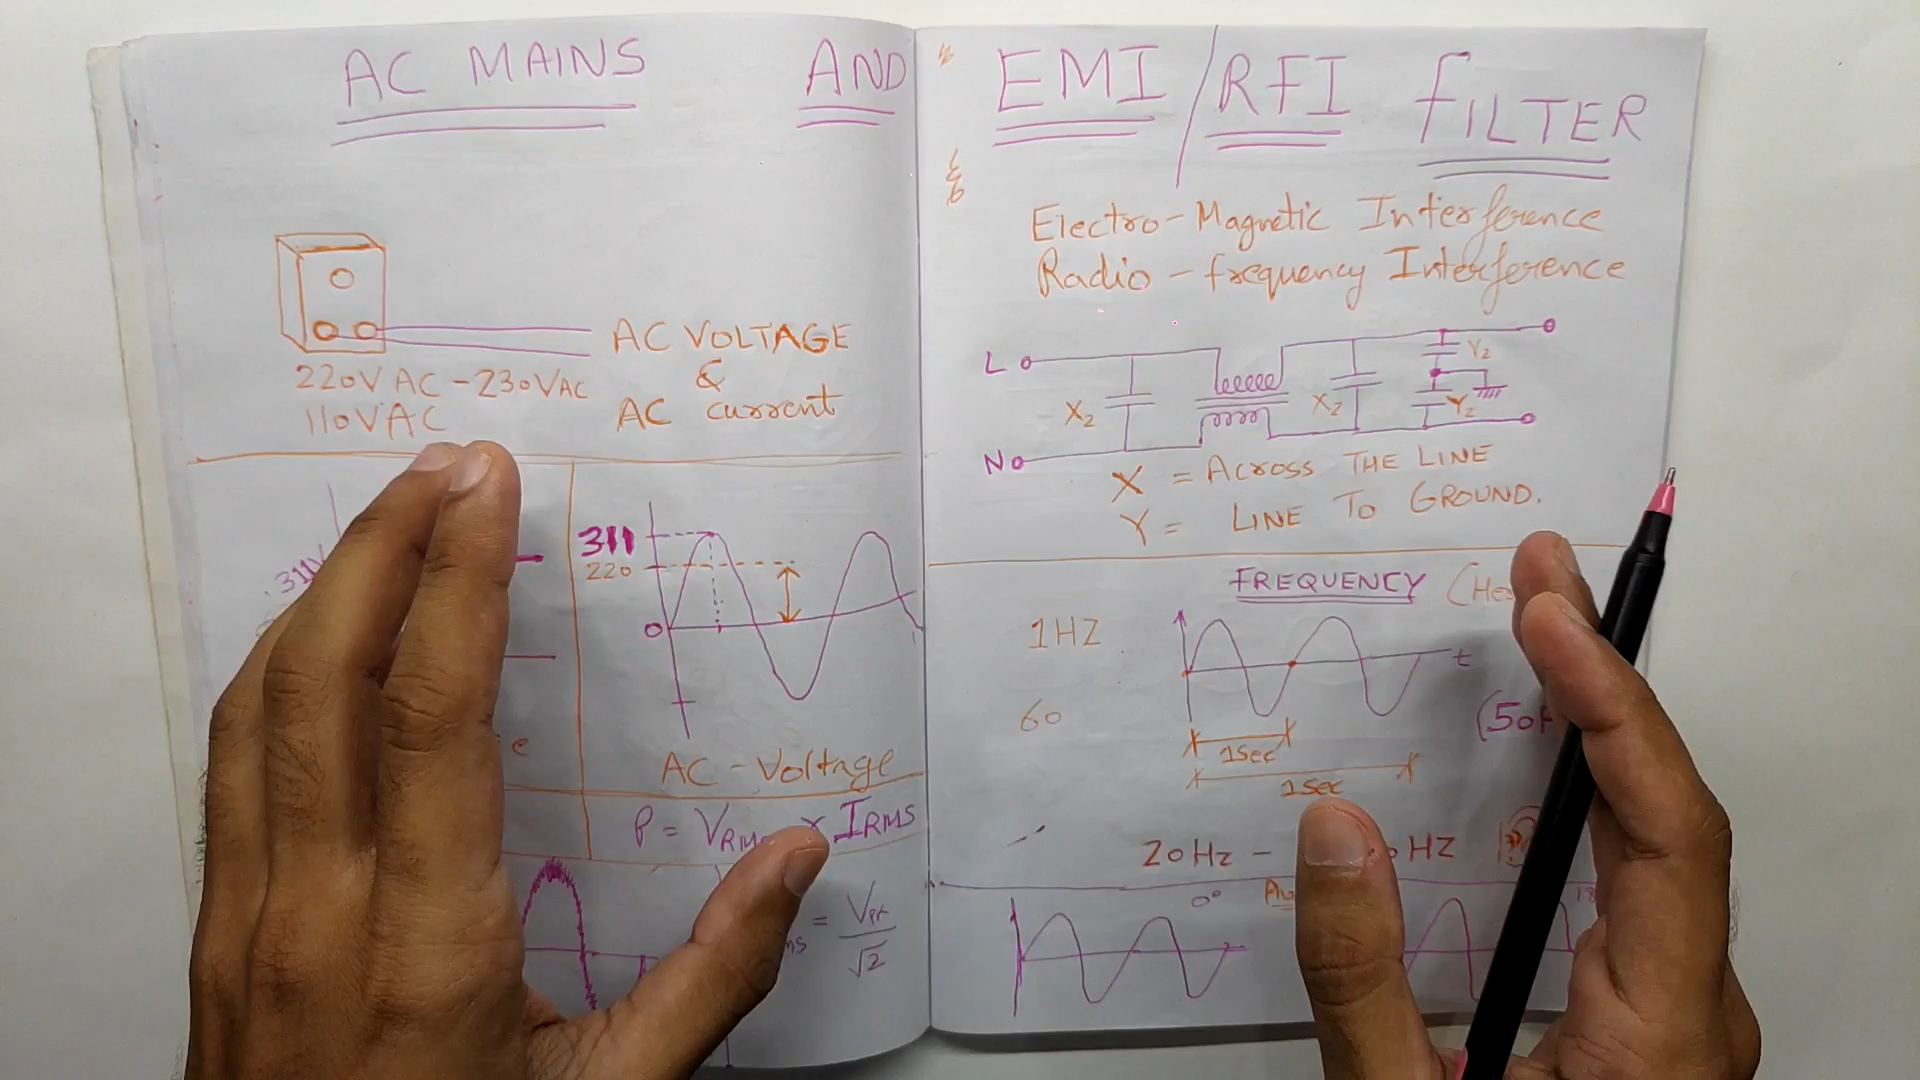 AC MAINS AND EMI/RFI FILTER
220V AC - 230VAC
110VAC
AC VOLTAGE
&
AC current
311V
311
220
0
AC - Voltage
e
P = VRMS × IRMS
= Vpk
√2
Electro-Magnetic Interference
Radio-frequency Interference
L
X2
X2
Y2
Y2
N
X = Across THE LINE
Y = LINE To GROUND.
FREQUENCY
1HZ
60
t
1Sec
1Sec
20Hz -
HZ
0°